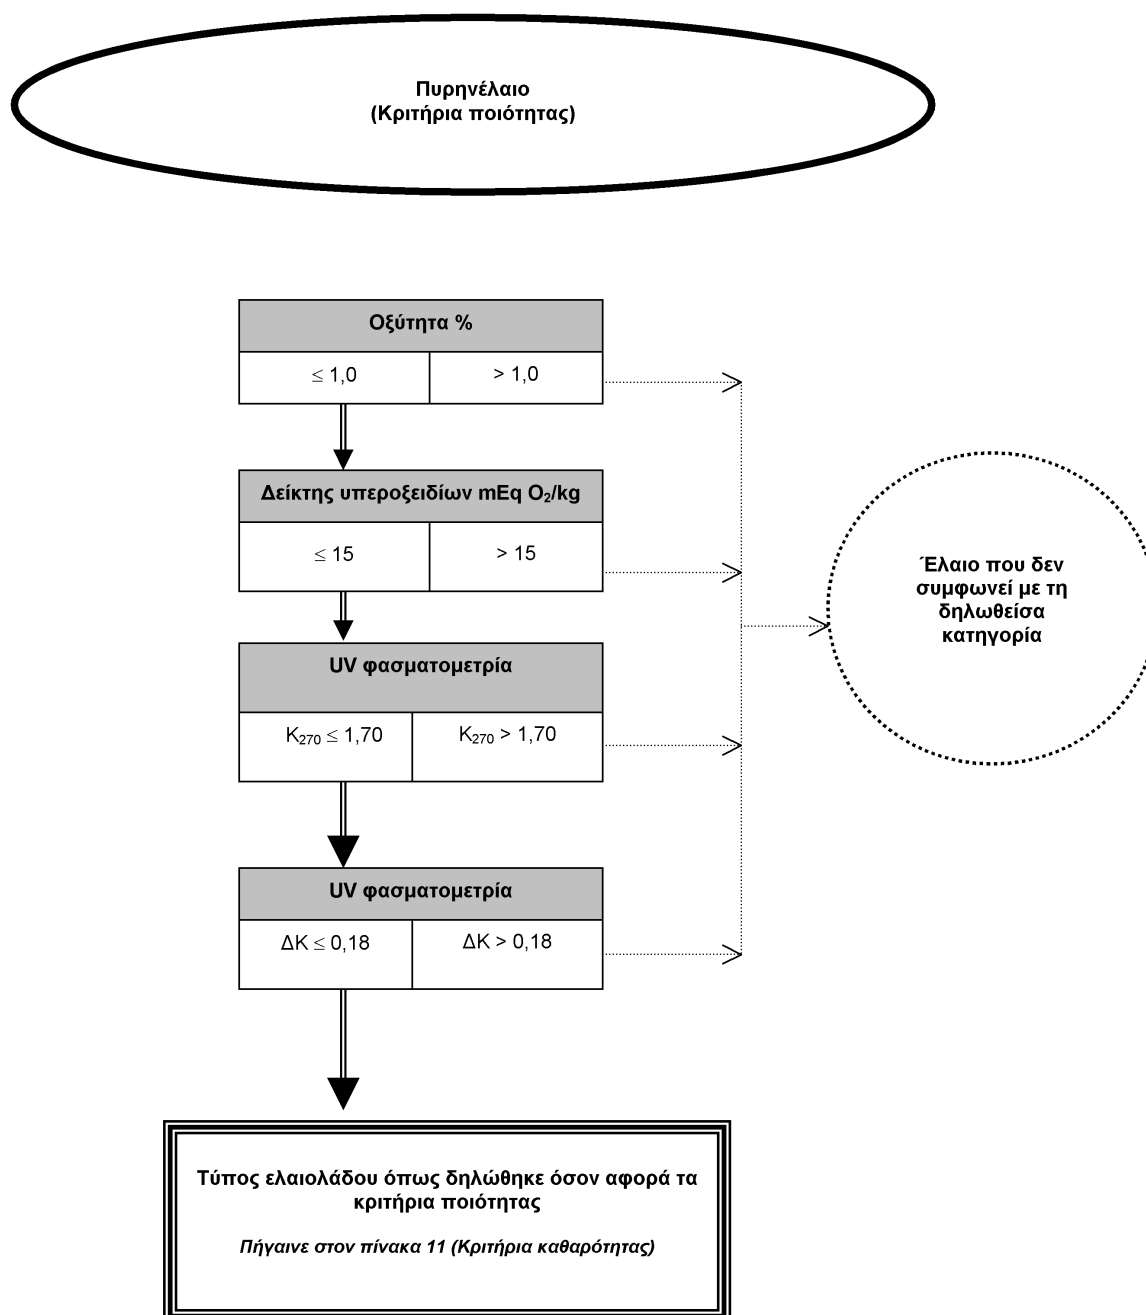 Πυρηνέλαιο
(Κριτήρια ποιότητας)
Οξύτητα %
≤ 1,0
> 1,0
Δείκτης υπεροξειδίων mEq O₂/kg
≤ 15
> 15
Έλαιο που δεν
συμφωνεί με τη
δηλωθείσα
κατηγορία
UV φασματομετρία
K₂₇₀ ≤ 1,70
K₂₇₀ > 1,70
UV φασματομετρία
ΔK ≤ 0,18
ΔK > 0,18
Τύπος ελαιολάδου όπως δηλώθηκε όσον αφορά τα
κριτήρια ποιότητας
Πήγαινε στον πίνακα 11 (Κριτήρια καθαρότητας)